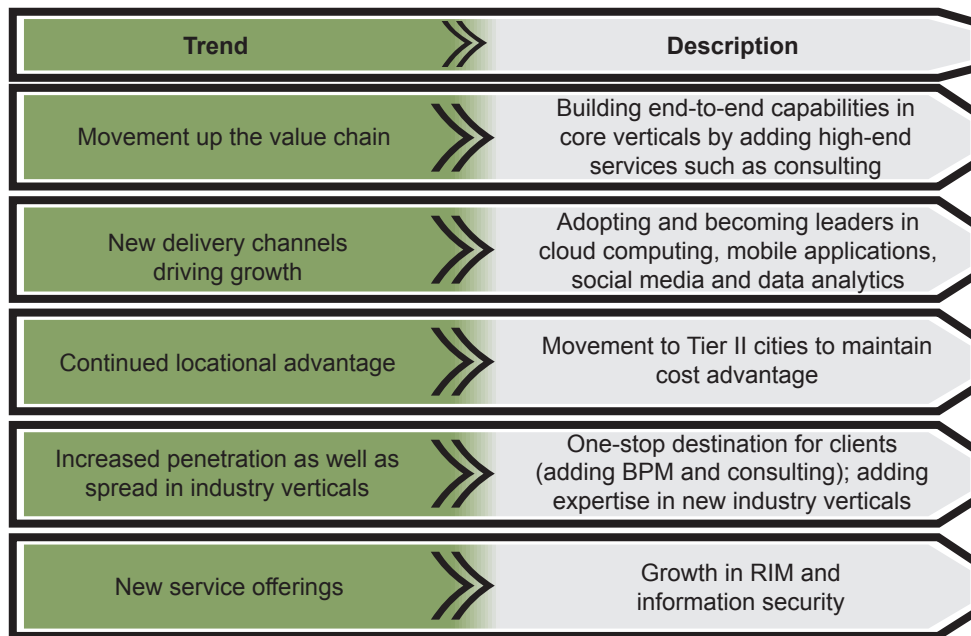 Trend
Description
Movement up the value chain
Building end-to-end capabilities in
core verticals by adding high-end
services such as consulting
New delivery channels
driving growth
Adopting and becoming leaders in
cloud computing, mobile applications,
social media and data analytics
Continued locational advantage
Movement to Tier II cities to maintain
cost advantage
Increased penetration as well as
spread in industry verticals
One-stop destination for clients
(adding BPM and consulting); adding
expertise in new industry verticals
New service offerings
Growth in RIM and
information security